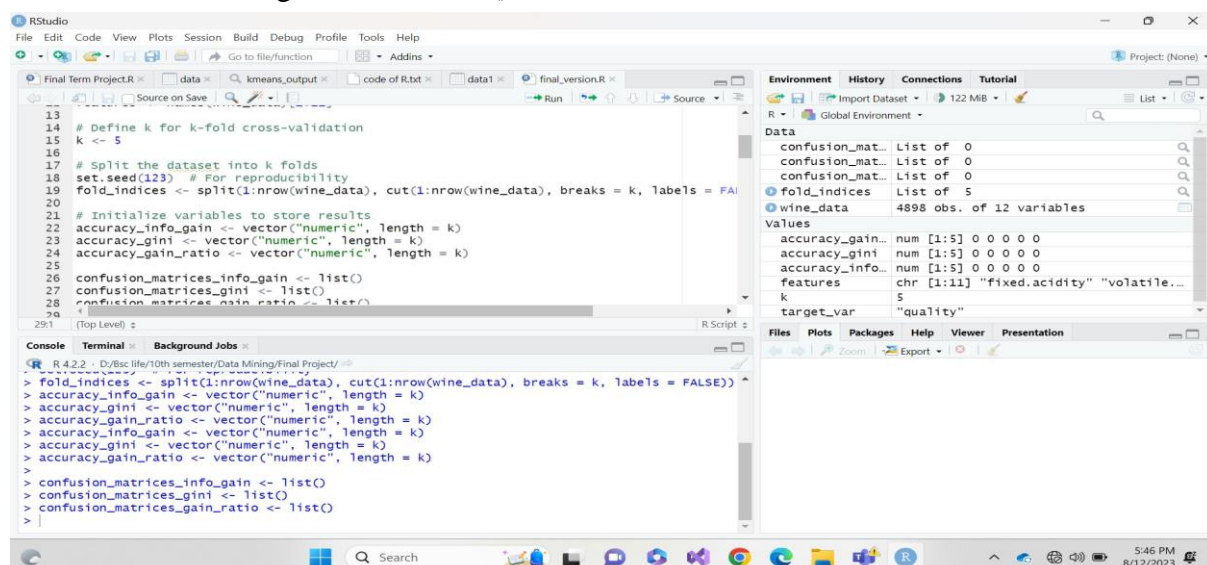 RStudio
File Edit Code View Plots Session Build Debug Profile Tools Help
Go to file/function Addins Project: (None)
Final Term Project.R data kmeans_output code of R.txt data1 final_version.R
Source on Save Run Source
13
14 # Define k for k-fold cross-validation
15 k <- 5
16
17 # Split the dataset into k folds
18 set.seed(123) # For reproducibility
19 fold_indices <- split(1:nrow(wine_data), cut(1:nrow(wine_data), breaks = k, labels = FAL
20
21 # Initialize variables to store results
22 accuracy_info_gain <- vector("numeric", length = k)
23 accuracy_gini <- vector("numeric", length = k)
24 accuracy_gain_ratio <- vector("numeric", length = k)
25
26 confusion_matrices_info_gain <- list()
27 confusion_matrices_gini <- list()
28 confusion_matrices_gain_ratio <- list()
29
29:1 (Top Level) R Script
Console Terminal Background Jobs
R 4.2.2 · D:/Bsc life/10th semester/Data Mining/Final Project/
> fold_indices <- split(1:nrow(wine_data), cut(1:nrow(wine_data), breaks = k, labels = FALSE))
> accuracy_info_gain <- vector("numeric", length = k)
> accuracy_gini <- vector("numeric", length = k)
> accuracy_gain_ratio <- vector("numeric", length = k)
> accuracy_info_gain <- vector("numeric", length = k)
> accuracy_gini <- vector("numeric", length = k)
> accuracy_gain_ratio <- vector("numeric", length = k)
>
> confusion_matrices_info_gain <- list()
> confusion_matrices_gini <- list()
> confusion_matrices_gain_ratio <- list()
>
Environment History Connections Tutorial
Import Dataset 122 MiB List
R Global Environment
Data
confusion_mat… List of 0
confusion_mat… List of 0
confusion_mat… List of 0
fold_indices List of 5
wine_data 4898 obs. of 12 variables
Values
accuracy_gain… num [1:5] 0 0 0 0 0
accuracy_gini num [1:5] 0 0 0 0 0
accuracy_info… num [1:5] 0 0 0 0 0
features chr [1:11] "fixed.acidity" "volatile.…
k 5
target_var "quality"
Files Plots Packages Help Viewer Presentation
Zoom Export
Search
5:46 PM
8/12/2023